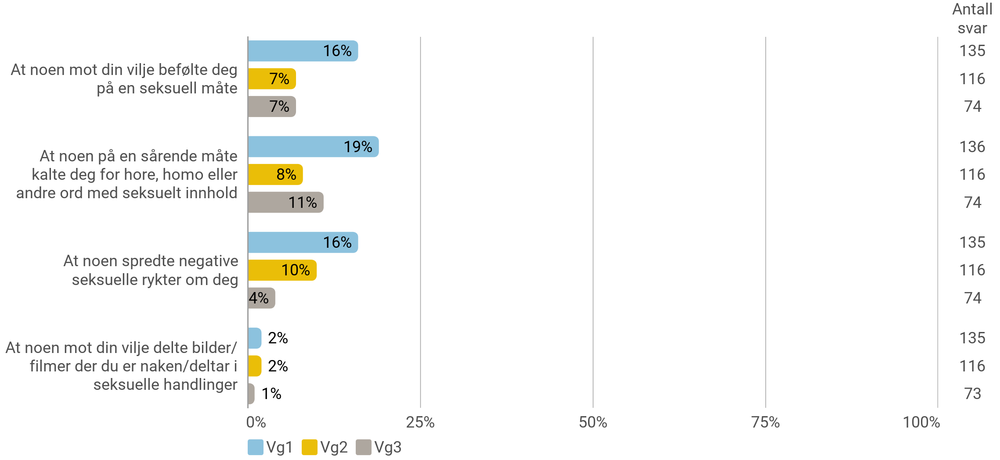 Antall
svar
At noen mot din vilje befølte deg
på en seksuell måte
16%
135
7%
116
7%
74
At noen på en sårende måte
kalte deg for hore, homo eller
andre ord med seksuelt innhold
19%
136
8%
116
11%
74
At noen spredte negative
seksuelle rykter om deg
16%
135
10%
116
4%
74
At noen mot din vilje delte bilder/
filmer der du er naken/deltar i
seksuelle handlinger
2%
135
2%
116
1%
73
0% 25% 50% 75% 100%
Vg1 Vg2 Vg3